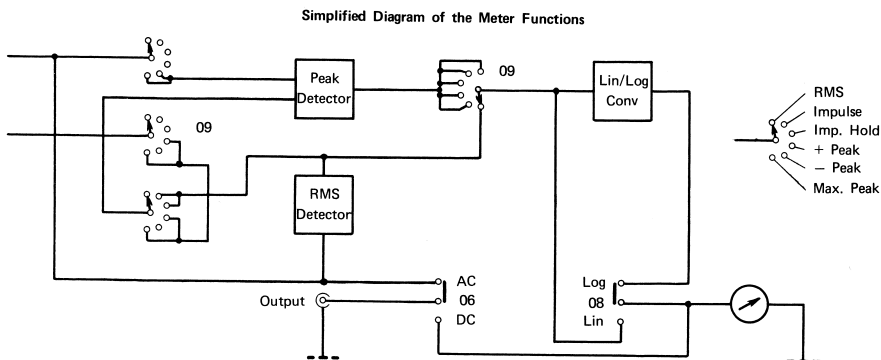 Simplified Diagram of the Meter Functions
Peak
Detector
09
Lin/Log
Conv
RMS
Impulse
Imp. Hold
+ Peak
− Peak
Max. Peak
09
RMS
Detector
AC
Output
06
DC
Log
08
Lin